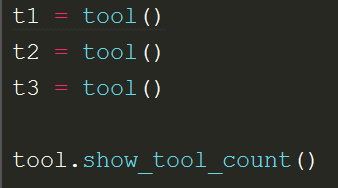 t1 = tool()
t2 = tool()
t3 = tool()
tool.show_tool_count()